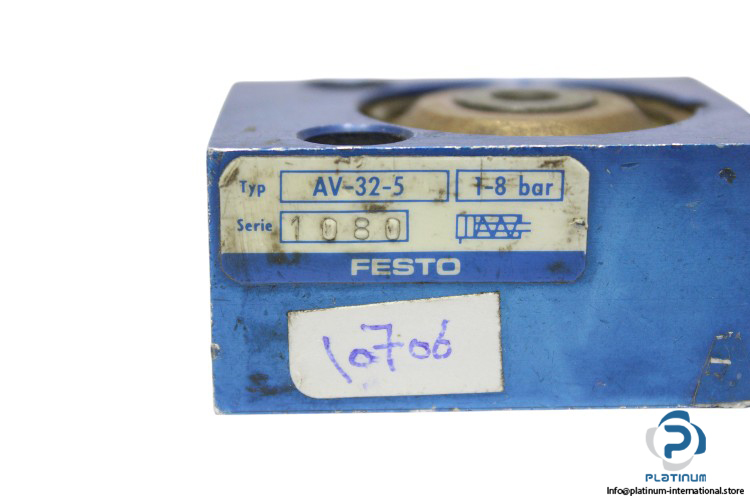 Typ AV-32-5 1-8 bar
Serie 1080
FESTO
10706
PLATINUM
Info@platinum-international.store